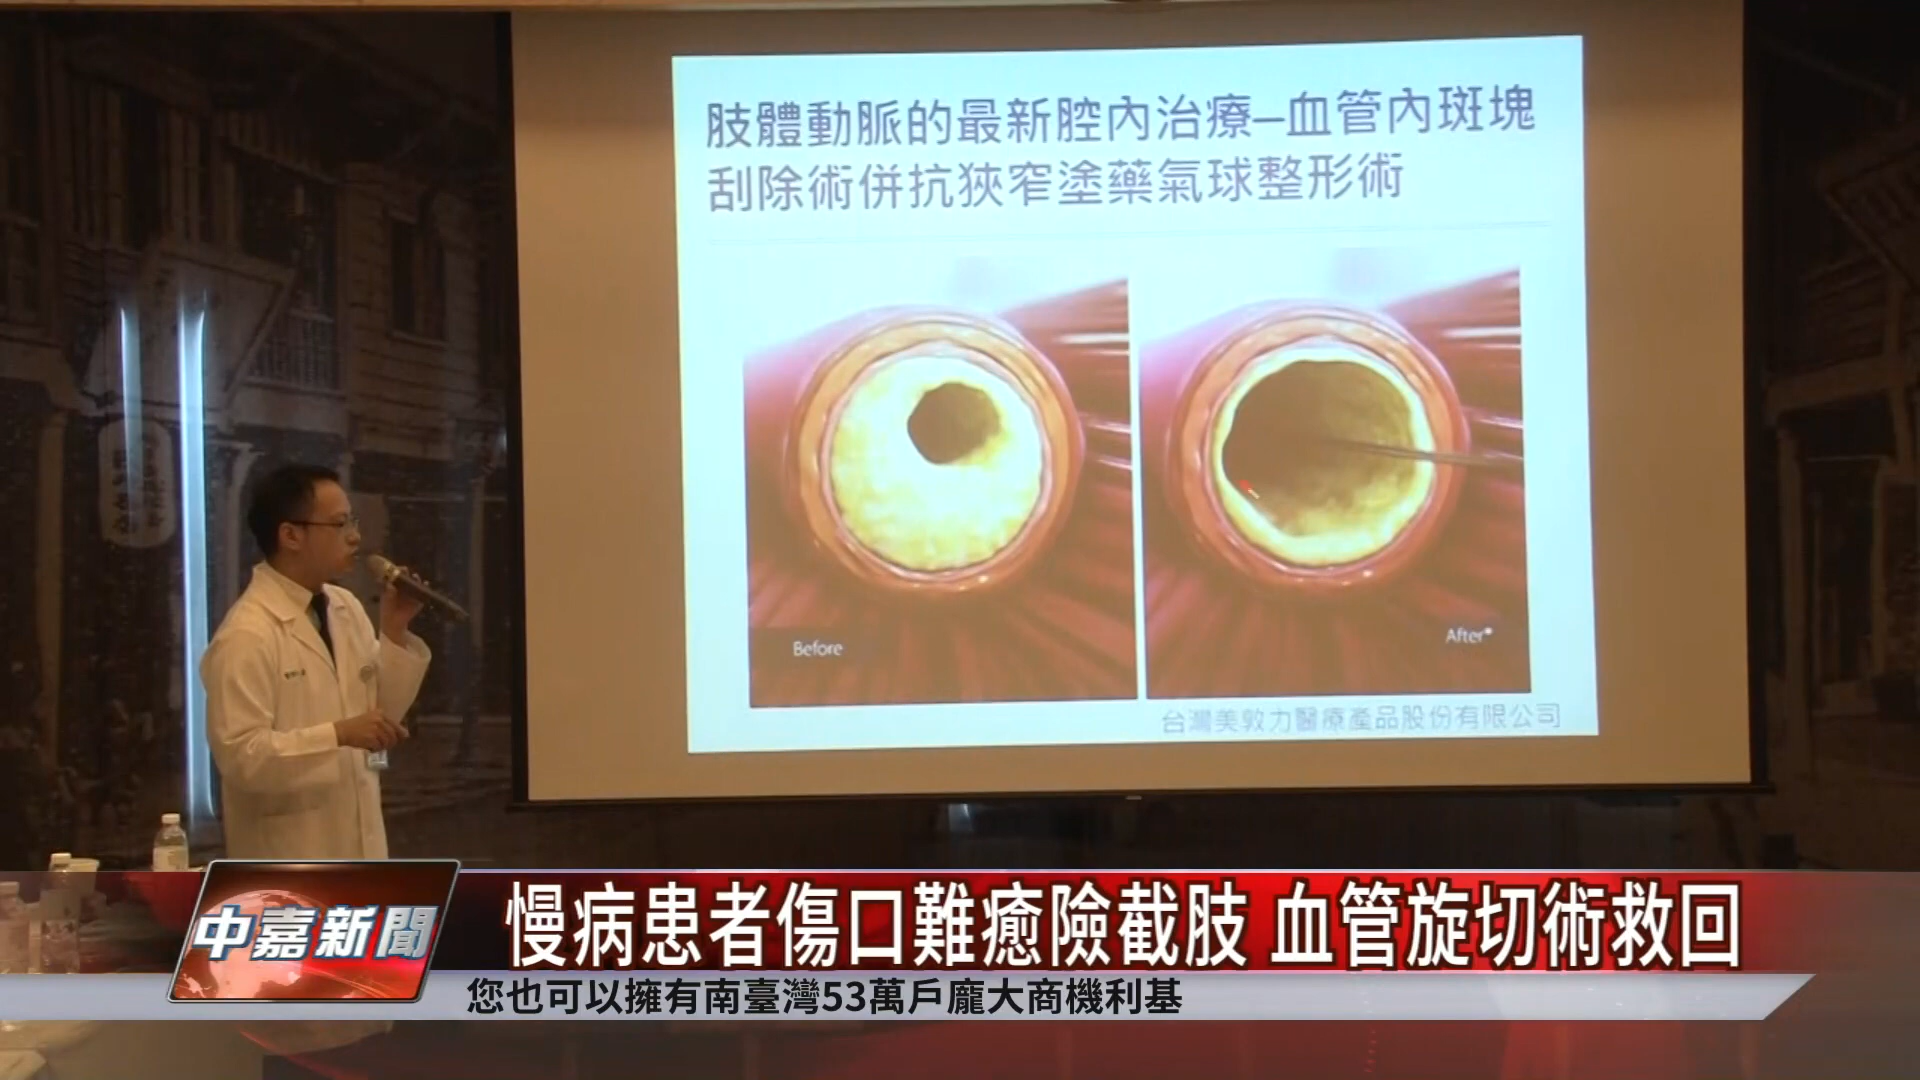 肢體動脈的最新腔內治療—血管內斑塊
刮除術併抗狹窄塗藥氣球整形術
Before
After*
台灣美敦力醫療產品股份有限公司
中嘉新聞
慢病患者傷口難癒險截肢 血管旋切術救回
您也可以擁有南臺灣53萬戶龐大商機利基